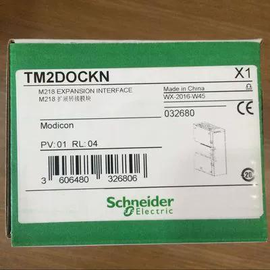 TM2DOCKN
X1
M218 EXPANSION INTERFACE
M218 扩展转接模块
Made in China
WX-2016-W45
032680
Modicon
PV:01 RL:04
3 606480 326806
20
Schneider
Electric